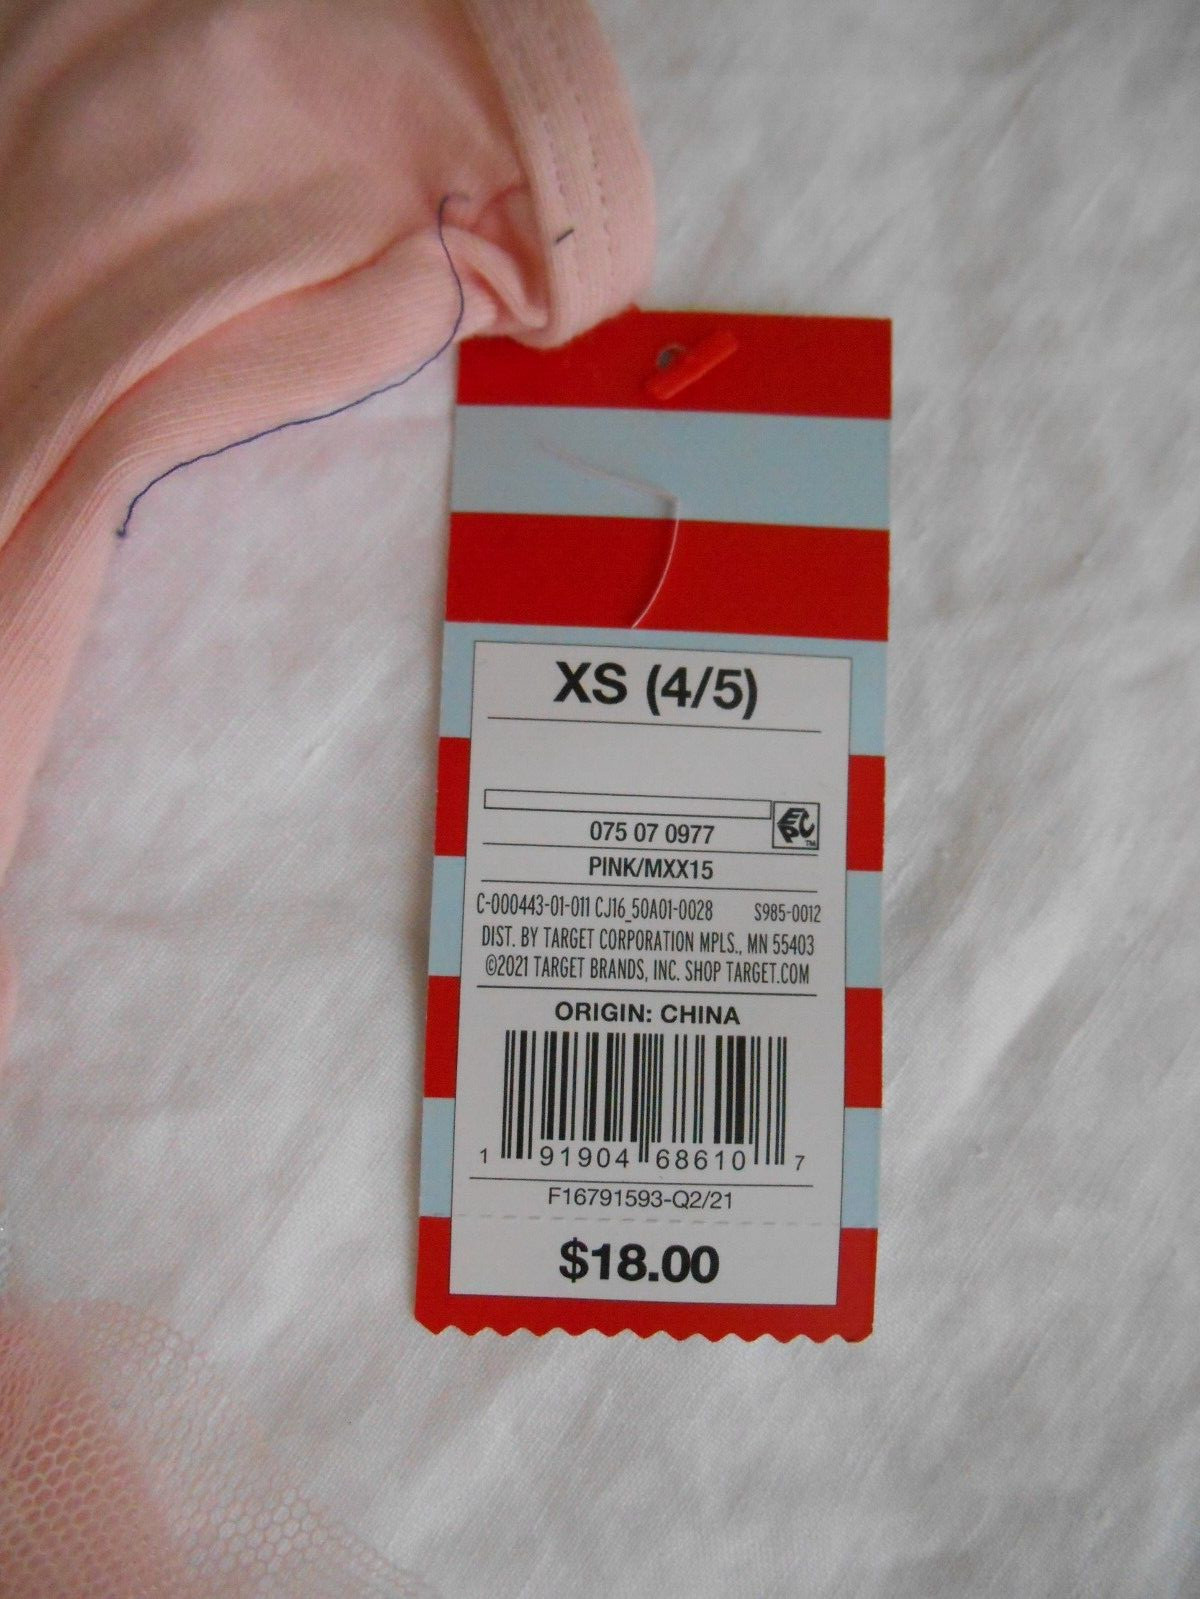 XS (4/5)
EPC
TM
075 07 0977
PINK/MXX15
C-000443-01-011 CJ16_50A01-0028 S985-0012
DIST. BY TARGET CORPORATION MPLS., MN 55403
©2021 TARGET BRANDS, INC. SHOP TARGET.COM
ORIGIN: CHINA
1 91904 68610 7
F16791593-Q2/21
$18.00